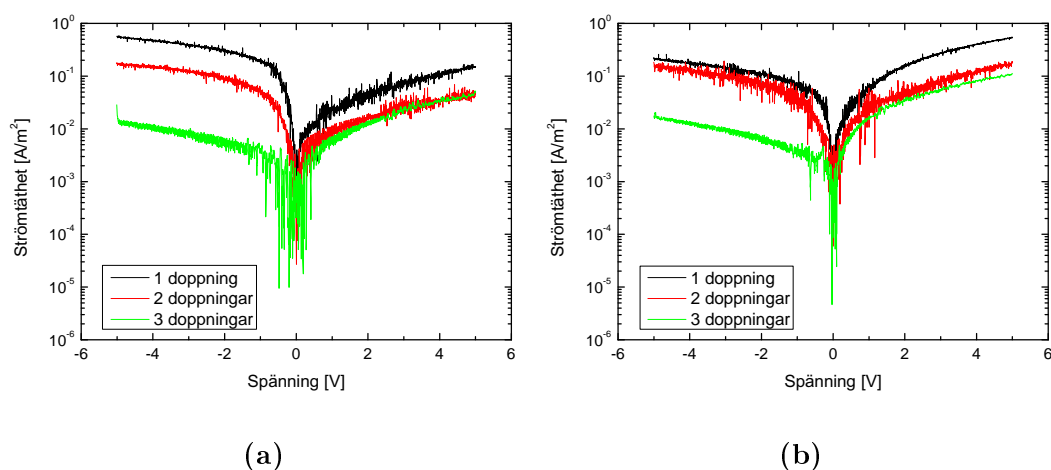 Strömtäthet [A/m²]
10⁰
10⁻¹
10⁻²
10⁻³
10⁻⁴
10⁻⁵
10⁻⁶
1 doppning
2 doppningar
3 doppningar
-6 -4 -2 0 2 4 6
Spänning [V]
(a)
Strömtäthet [A/m²]
10⁰
10⁻¹
10⁻²
10⁻³
10⁻⁴
10⁻⁵
10⁻⁶
1 doppning
2 doppningar
3 doppningar
-6 -4 -2 0 2 4 6
Spänning [V]
(b)